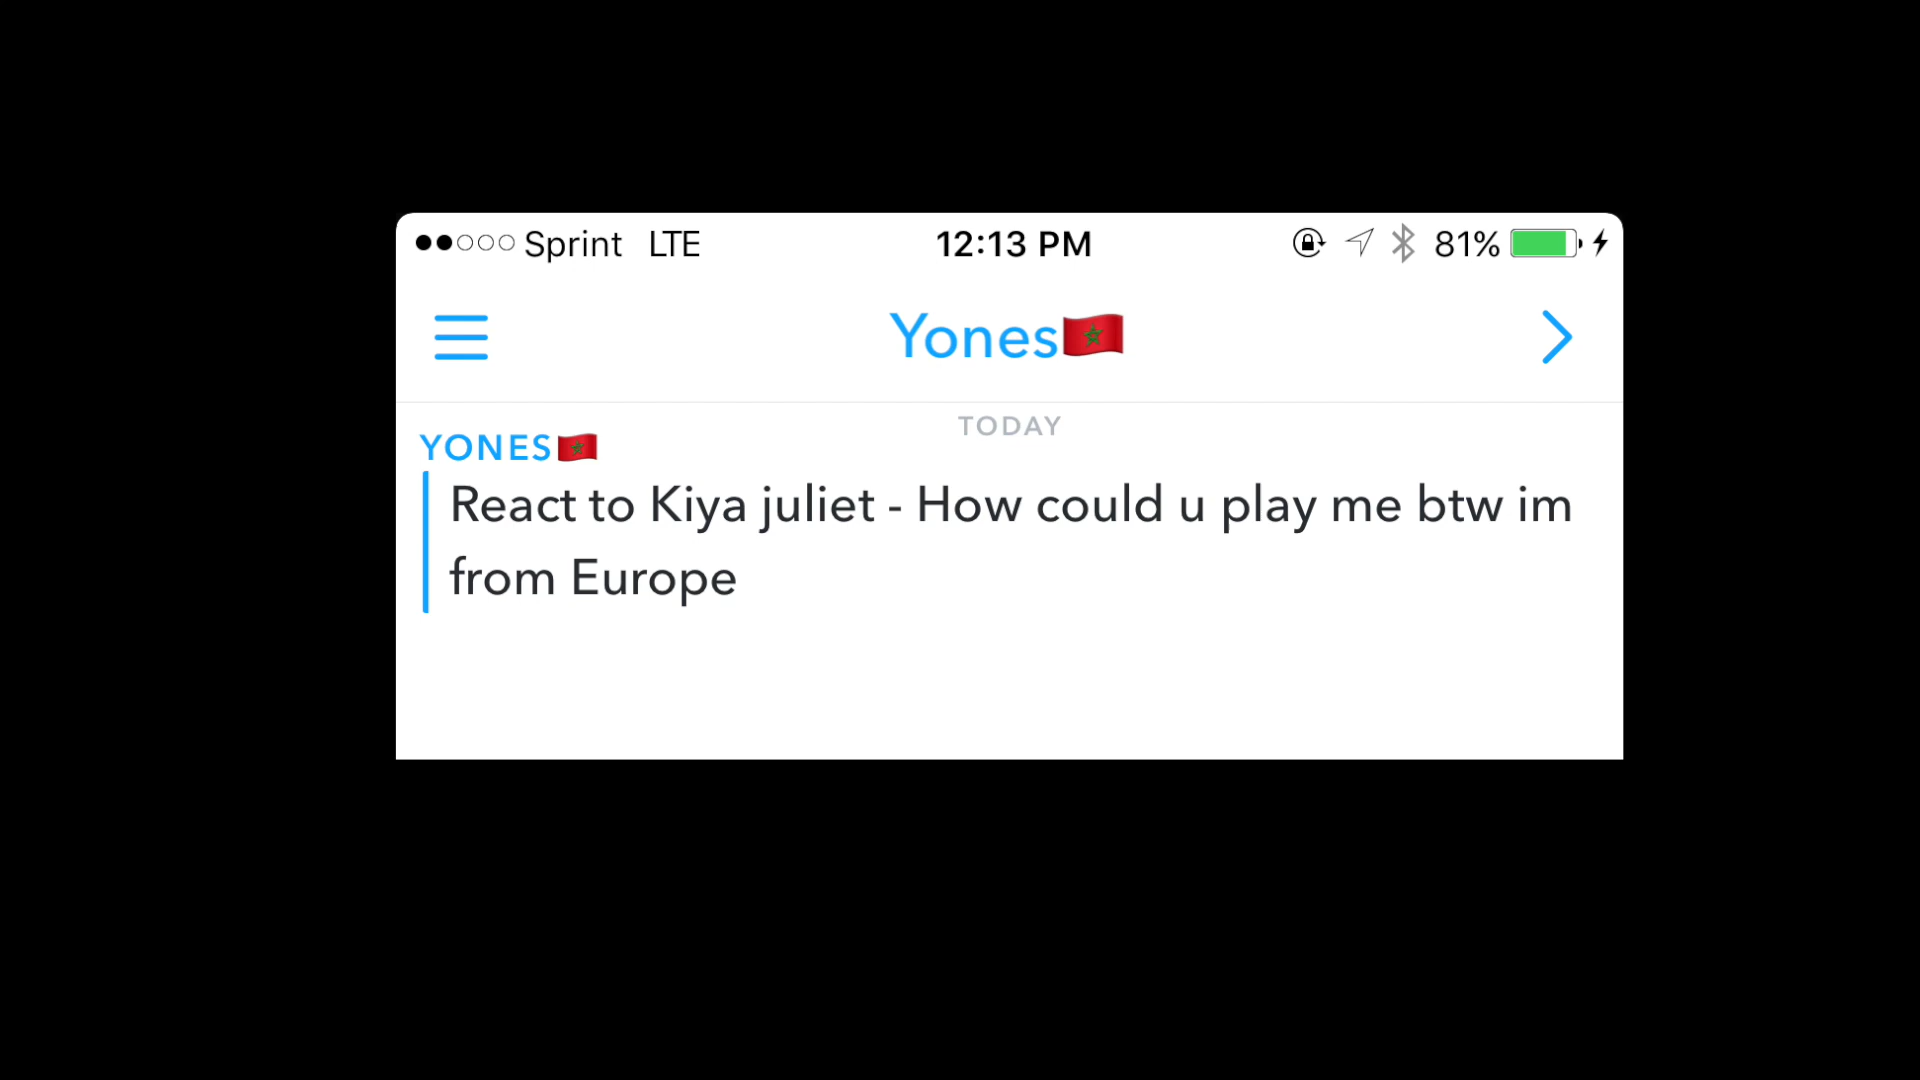 Sprint LTE 12:13 PM 81%
Yones🇲🇦
TODAY
YONES🇲🇦
React to Kiya juliet - How could u play me btw im
from Europe